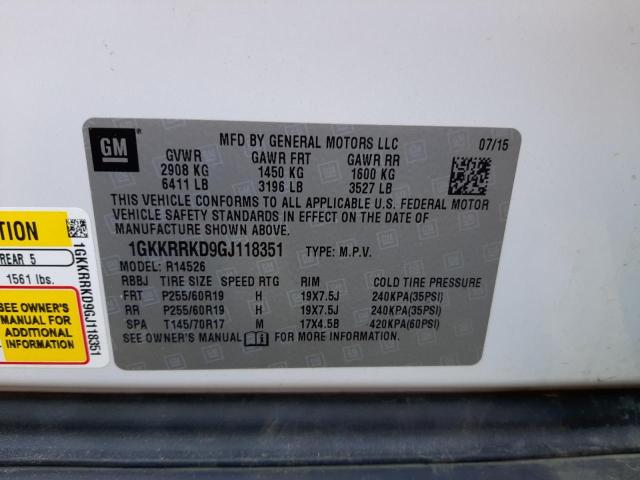 GM
MFD BY GENERAL MOTORS LLC 07/15
GVWR GAWR FRT GAWR RR
2908 KG 1450 KG 1600 KG
6411 LB 3196 LB 3527 LB
THIS VEHICLE CONFORMS TO ALL APPLICABLE U.S. FEDERAL MOTOR
VEHICLE SAFETY STANDARDS IN EFFECT ON THE DATE OF
MANUFACTURE SHOWN ABOVE.
1GKKRRKD9GJ118351 TYPE: M.P.V.
MODEL: R14526
RBBJ TIRE SIZE SPEED RTG RIM COLD TIRE PRESSURE
FRT P255/60R19 H 19X7.5J 240KPA(35PSI)
RR P255/60R19 H 19X7.5J 240KPA(35PSI)
SPA T145/70R17 M 17X4.5B 420KPA(60PSI)
SEE OWNER'S MANUAL FOR MORE INFORMATION.
REAR 5
1561 lbs.
SEE OWNER'S
MANUAL FOR
ADDITIONAL
INFORMATION
1GKKRRKD9GJ118351